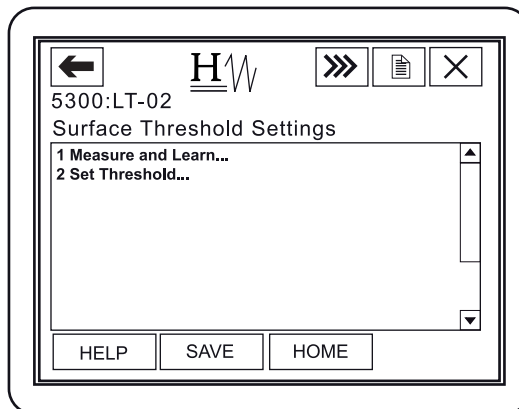 H
5300:LT-02
Surface Threshold Settings
1 Measure and Learn...
2 Set Threshold...
HELP SAVE HOME